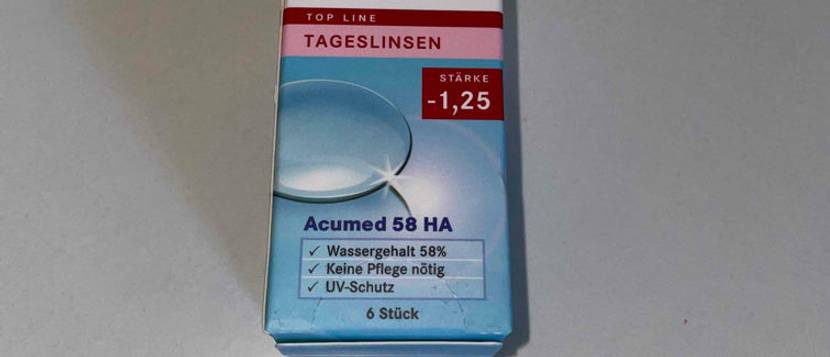 TOP LINE
TAGESLINSEN
STÄRKE
-1,25
Acumed 58 HA
✓ Wassergehalt 58%
✓ Keine Pflege nötig
✓ UV-Schutz
6 Stück